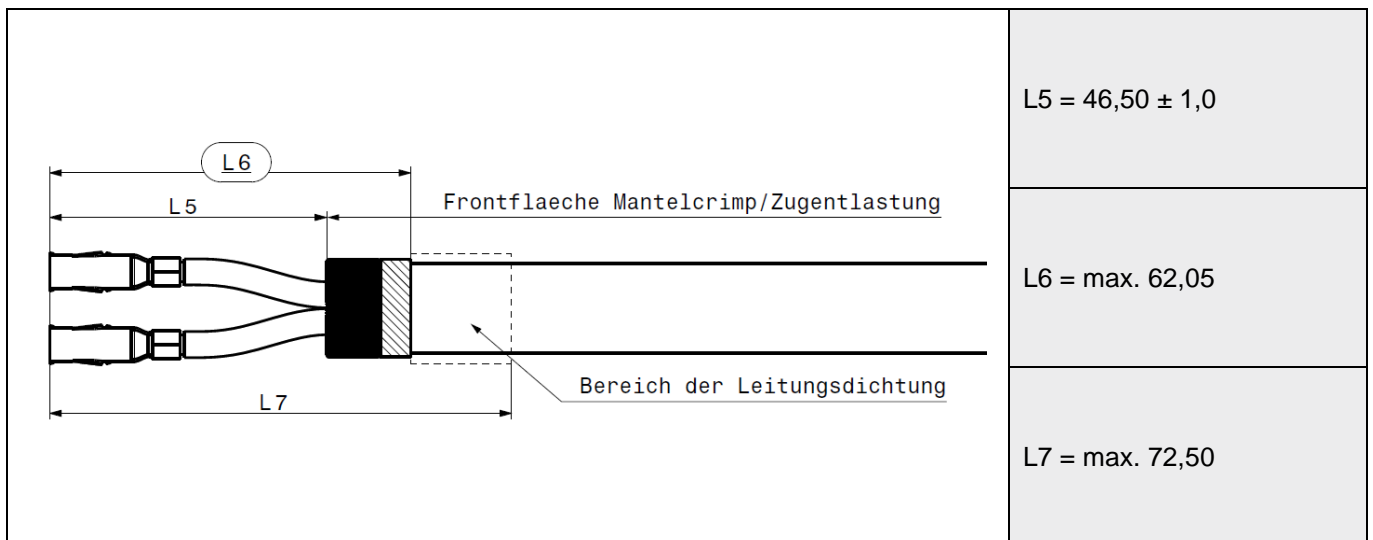 L6
L5
Frontflaeche Mantelcrimp/Zugentlastung
Bereich der Leitungsdichtung
L7
L5 = 46,50 ± 1,0
L6 = max. 62,05
L7 = max. 72,50